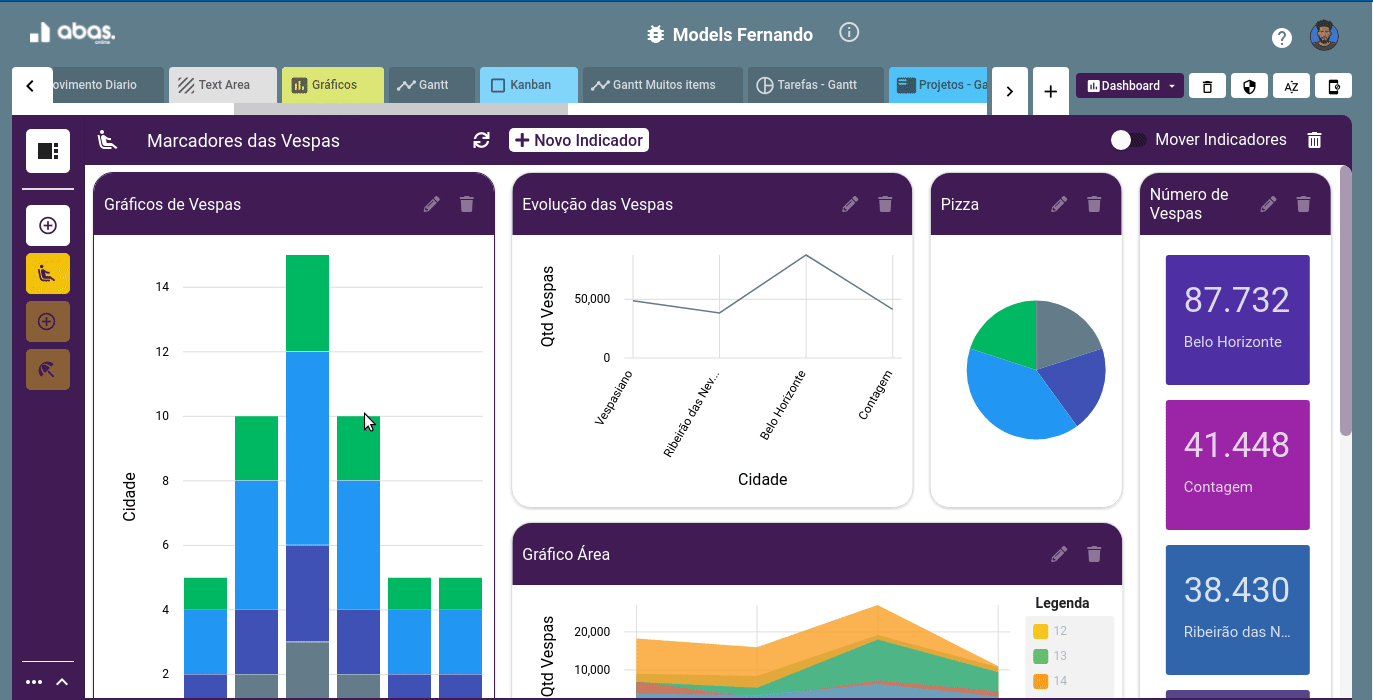 abas.
online
Models Fernando
ovimento Diario
Text Area
Gráficos
Gantt
Kanban
Gantt Muitos items
Tarefas - Gantt
Projetos - Ga
Dashboard
AZ
Marcadores das Vespas
Novo Indicador
Mover Indicadores
Gráficos de Vespas
Cidade
14
12
10
8
6
4
2
Evolução das Vespas
Qtd Vespas
50,000
0
Vespasiano
Ribeirão das Nev...
Belo Horizonte
Contagem
Cidade
Pizza
Número de
Vespas
87.732
Belo Horizonte
41.448
Contagem
38.430
Ribeirão das N...
Gráfico Área
Qtd Vespas
20,000
10,000
Legenda
12
13
14